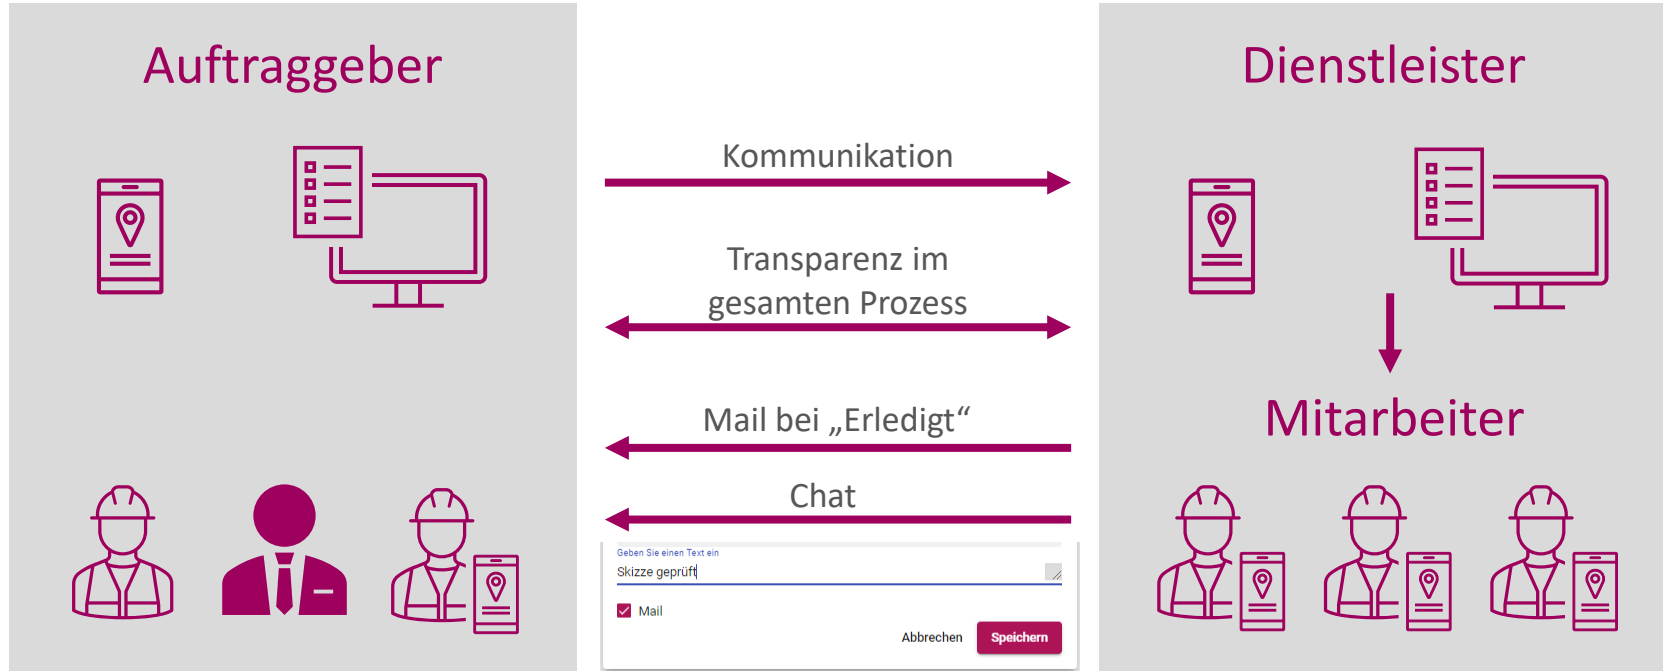 Auftraggeber
Kommunikation
Transparenz im
gesamten Prozess
Mail bei „Erledigt“
Chat
Geben Sie einen Text ein
Skizze geprüft
Mail
Abbrechen
Speichern
Dienstleister
Mitarbeiter